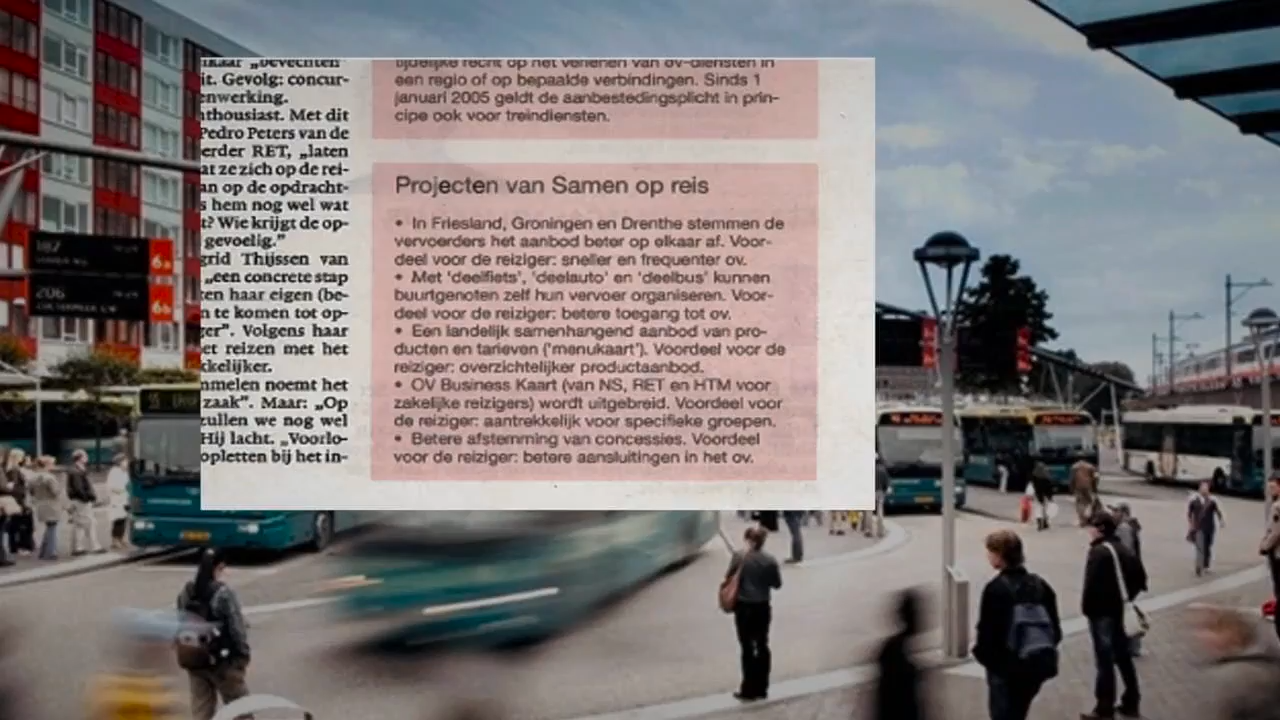 lkaar „bevechten
it. Gevolg: concur-
enwerking.
nthousiast. Met dit
Pedro Peters van de
erder RET, „laten
at ze zich op de rei-
an op de opdracht-
s hem nog wel wat
t? Wie krijgt de op-
gevoelig.”
grid Thijssen van
„een concrete stap
ten haar eigen (be-
n te komen tot op-
ger”. Volgens haar
et reizen met het
kkelijker.
mmelen noemt het
zaak”. Maar: „Op
zullen we nog wel
Hij lacht. „Voorlo-
opletten bij het in-
tijdelijke recht op het verlenen van ov-diensten in
een regio of op bepaalde verbindingen. Sinds 1
januari 2005 geldt de aanbestedingsplicht in prin-
cipe ook voor treindiensten.
Projecten van Samen op reis
• In Friesland, Groningen en Drenthe stemmen de
vervoerders het aanbod beter op elkaar af. Voor-
deel voor de reiziger: sneller en frequenter ov.
• Met ‘deelfiets’, ‘deelauto’ en ‘deelbus’ kunnen
buurtgenoten zelf hun vervoer organiseren. Voor-
deel voor de reiziger: betere toegang tot ov.
• Een landelijk samenhangend aanbod van pro-
ducten en tarieven (‘menukaart’). Voordeel voor de
reiziger: overzichtelijker productaanbod.
• OV Business Kaart (van NS, RET en HTM voor
zakelijke reizigers) wordt uitgebreid. Voordeel voor
de reiziger: aantrekkelijk voor specifieke groepen.
• Betere afstemming van concessies. Voordeel
voor de reiziger: betere aansluitingen in het ov.
187
6a
206
6b